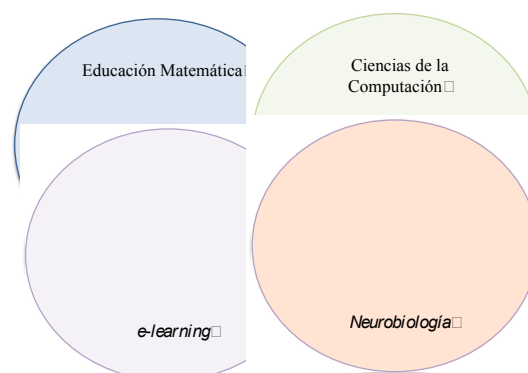 Educación Matemática
Ciencias de la
Computación
e-learning
Neurobiología